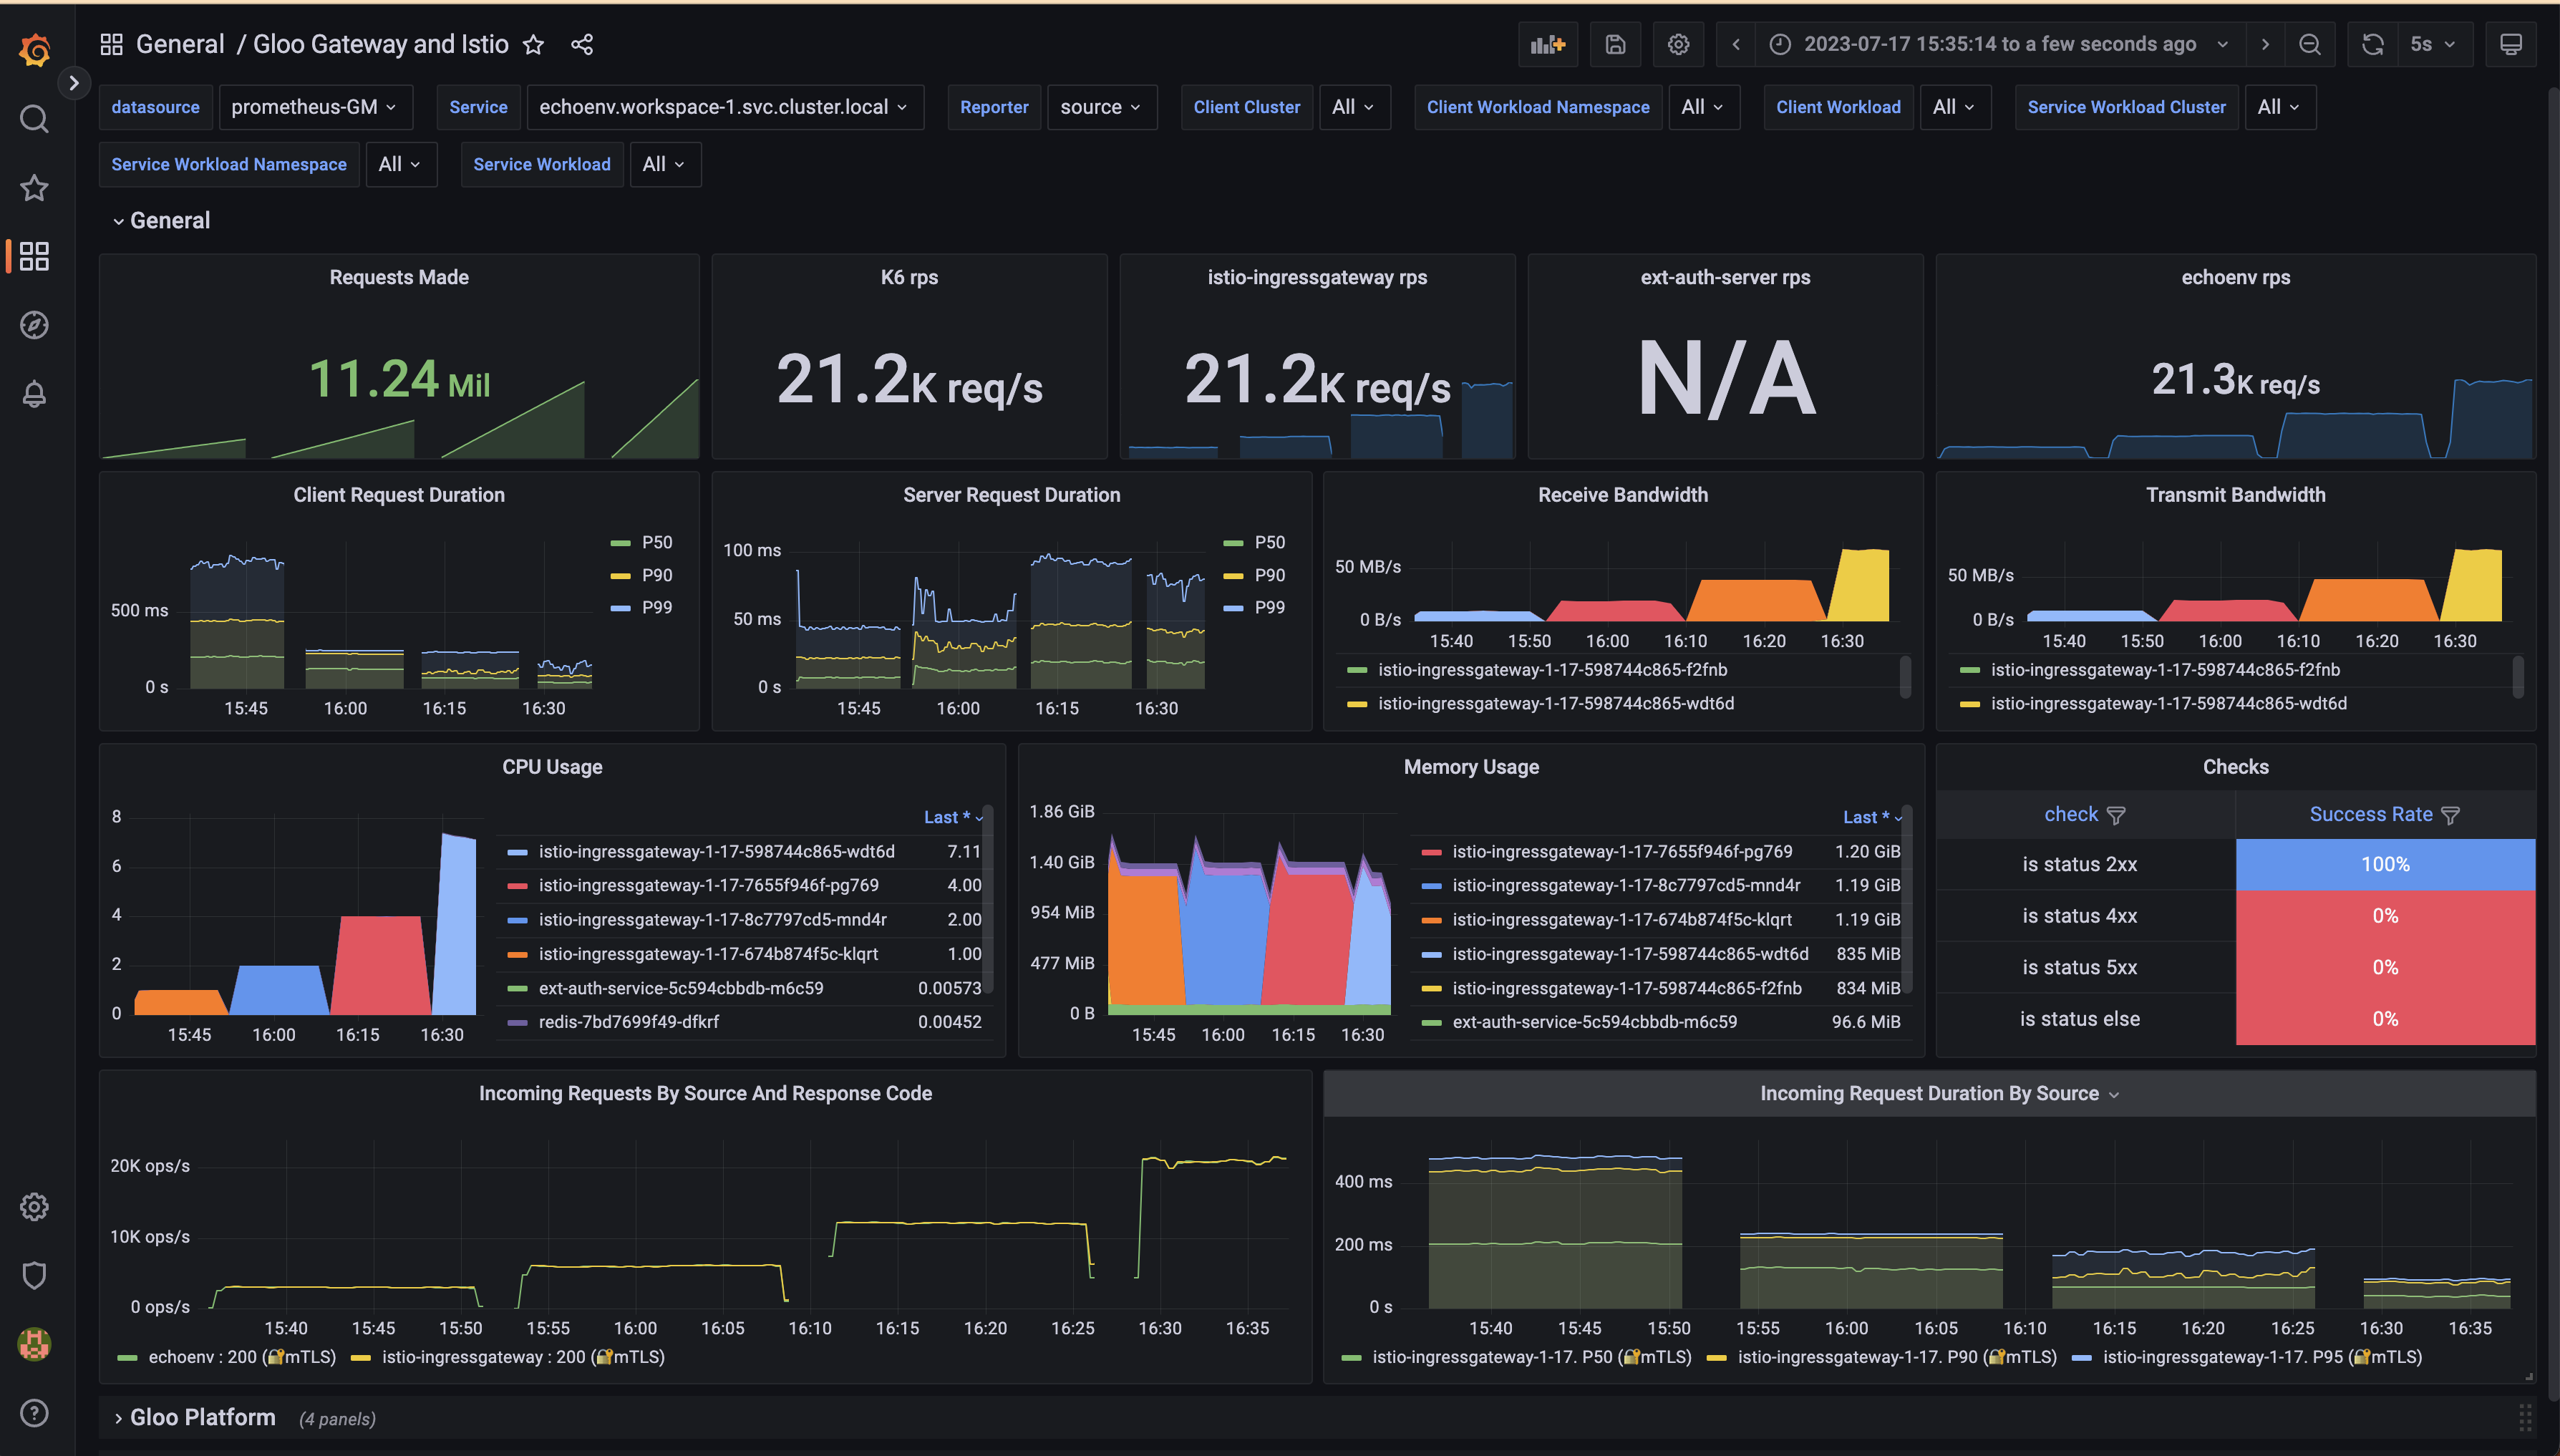 General / Gloo Gateway and Istio
2023-07-17 15:35:14 to a few seconds ago
5s
datasource prometheus-GM Service echoenv.workspace-1.svc.cluster.local Reporter source Client Cluster All Client Workload Namespace All Client Workload All Service Workload Cluster All
Service Workload Namespace All Service Workload All
General
Requests Made
11.24 Mil
K6 rps
21.2K req/s
istio-ingressgateway rps
21.2K req/s
ext-auth-server rps
N/A
echoenv rps
21.3K req/s
Client Request Duration
500 ms
0 s
15:45 16:00 16:15 16:30
P50
P90
P99
Server Request Duration
100 ms
50 ms
0 s
15:45 16:00 16:15 16:30
P50
P90
P99
Receive Bandwidth
50 MB/s
0 B/s
15:40 15:50 16:00 16:10 16:20 16:30
istio-ingressgateway-1-17-598744c865-f2fnb
istio-ingressgateway-1-17-598744c865-wdt6d
Transmit Bandwidth
50 MB/s
0 B/s
15:40 15:50 16:00 16:10 16:20 16:30
istio-ingressgateway-1-17-598744c865-f2fnb
istio-ingressgateway-1-17-598744c865-wdt6d
CPU Usage
8
6
4
2
0
15:45 16:00 16:15 16:30
Last *
istio-ingressgateway-1-17-598744c865-wdt6d 7.11
istio-ingressgateway-1-17-7655f946f-pg769 4.00
istio-ingressgateway-1-17-8c7797cd5-mnd4r 2.00
istio-ingressgateway-1-17-674b874f5c-klqrt 1.00
ext-auth-service-5c594cbbdb-m6c59 0.00573
redis-7bd7699f49-dfkrf 0.00452
Memory Usage
1.86 GiB
1.40 GiB
954 MiB
477 MiB
0 B
15:45 16:00 16:15 16:30
Last *
istio-ingressgateway-1-17-7655f946f-pg769 1.20 GiB
istio-ingressgateway-1-17-8c7797cd5-mnd4r 1.19 GiB
istio-ingressgateway-1-17-674b874f5c-klqrt 1.19 GiB
istio-ingressgateway-1-17-598744c865-wdt6d 835 MiB
istio-ingressgateway-1-17-598744c865-f2fnb 834 MiB
ext-auth-service-5c594cbbdb-m6c59 96.6 MiB
Checks
check Success Rate
is status 2xx 100%
is status 4xx 0%
is status 5xx 0%
is status else 0%
Incoming Requests By Source And Response Code
20K ops/s
10K ops/s
0 ops/s
15:40 15:45 15:50 15:55 16:00 16:05 16:10 16:15 16:20 16:25 16:30 16:35
echoenv : 200 (🔐mTLS) istio-ingressgateway : 200 (🔐mTLS)
Incoming Request Duration By Source
400 ms
200 ms
0 s
15:40 15:45 15:50 15:55 16:00 16:05 16:10 16:15 16:20 16:25 16:30 16:35
istio-ingressgateway-1-17. P50 (🔐mTLS) istio-ingressgateway-1-17. P90 (🔐mTLS) istio-ingressgateway-1-17. P95 (🔐mTLS)
Gloo Platform (4 panels)